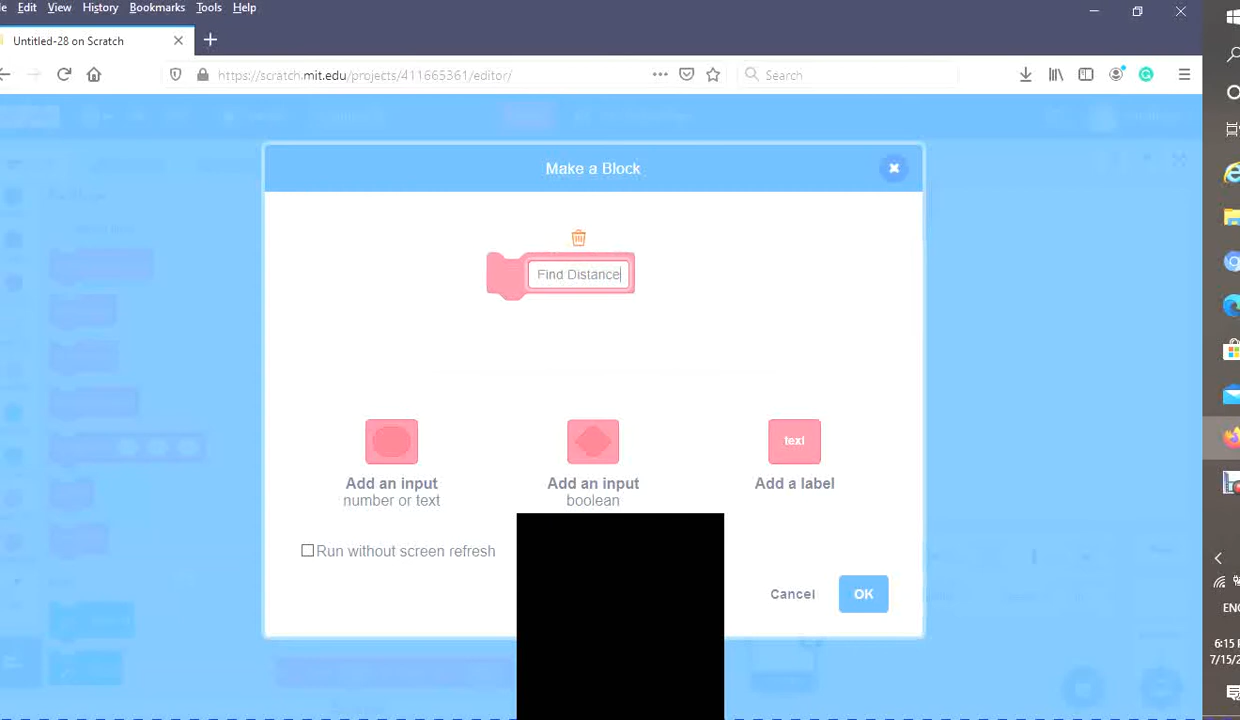 Edit View History Bookmarks Tools Help
Untitled-28 on Scratch
https://scratch.mit.edu/projects/411665361/editor/
Search
Make a Block
Find Distance
text
Add an input
number or text
Add an input
boolean
Add a label
Run without screen refresh
Cancel
OK
ENG
6:15
7/15/2